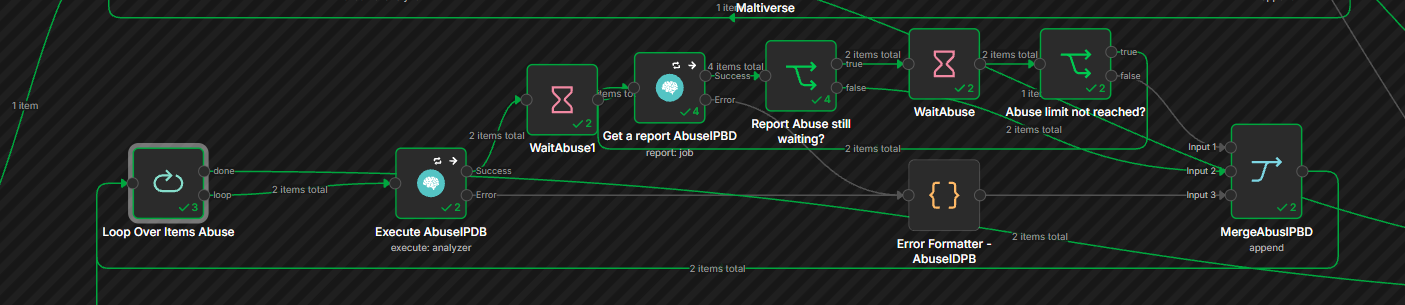 1 item
Maltiverse
1 item
2 items total
WaitAbuse1
2
items to
Get a report AbuseIPBD
report: job
4
4 items total
Success
Error
Report Abuse still
waiting?
4
true
false
2 items total
WaitAbuse
2
2 items total
Abuse limit not reached?
2
true
false
1 ite
2 items total
2 items total
Loop Over Items Abuse
3
done
loop
2 items total
Execute AbuseIPDB
execute: analyzer
2
Success
Error
Error Formatter -
AbuseIDPB
{ }
2 items total
Input 1
Input 2
Input 3
MergeAbusIPBD
append
2
2 items total